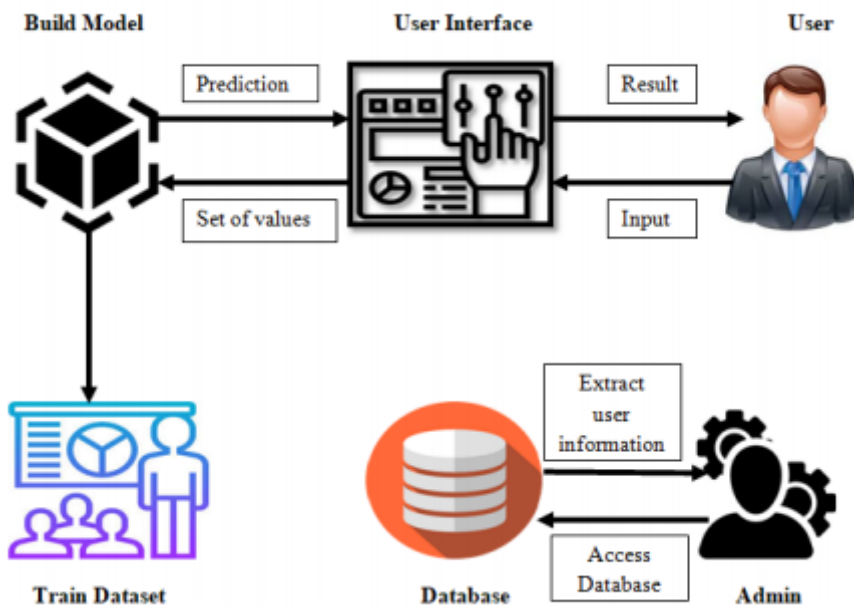 Build Model
User Interface
User
Prediction
Result
Set of values
Input
Extract
user
information
Access
Database
Train Dataset
Database
Admin